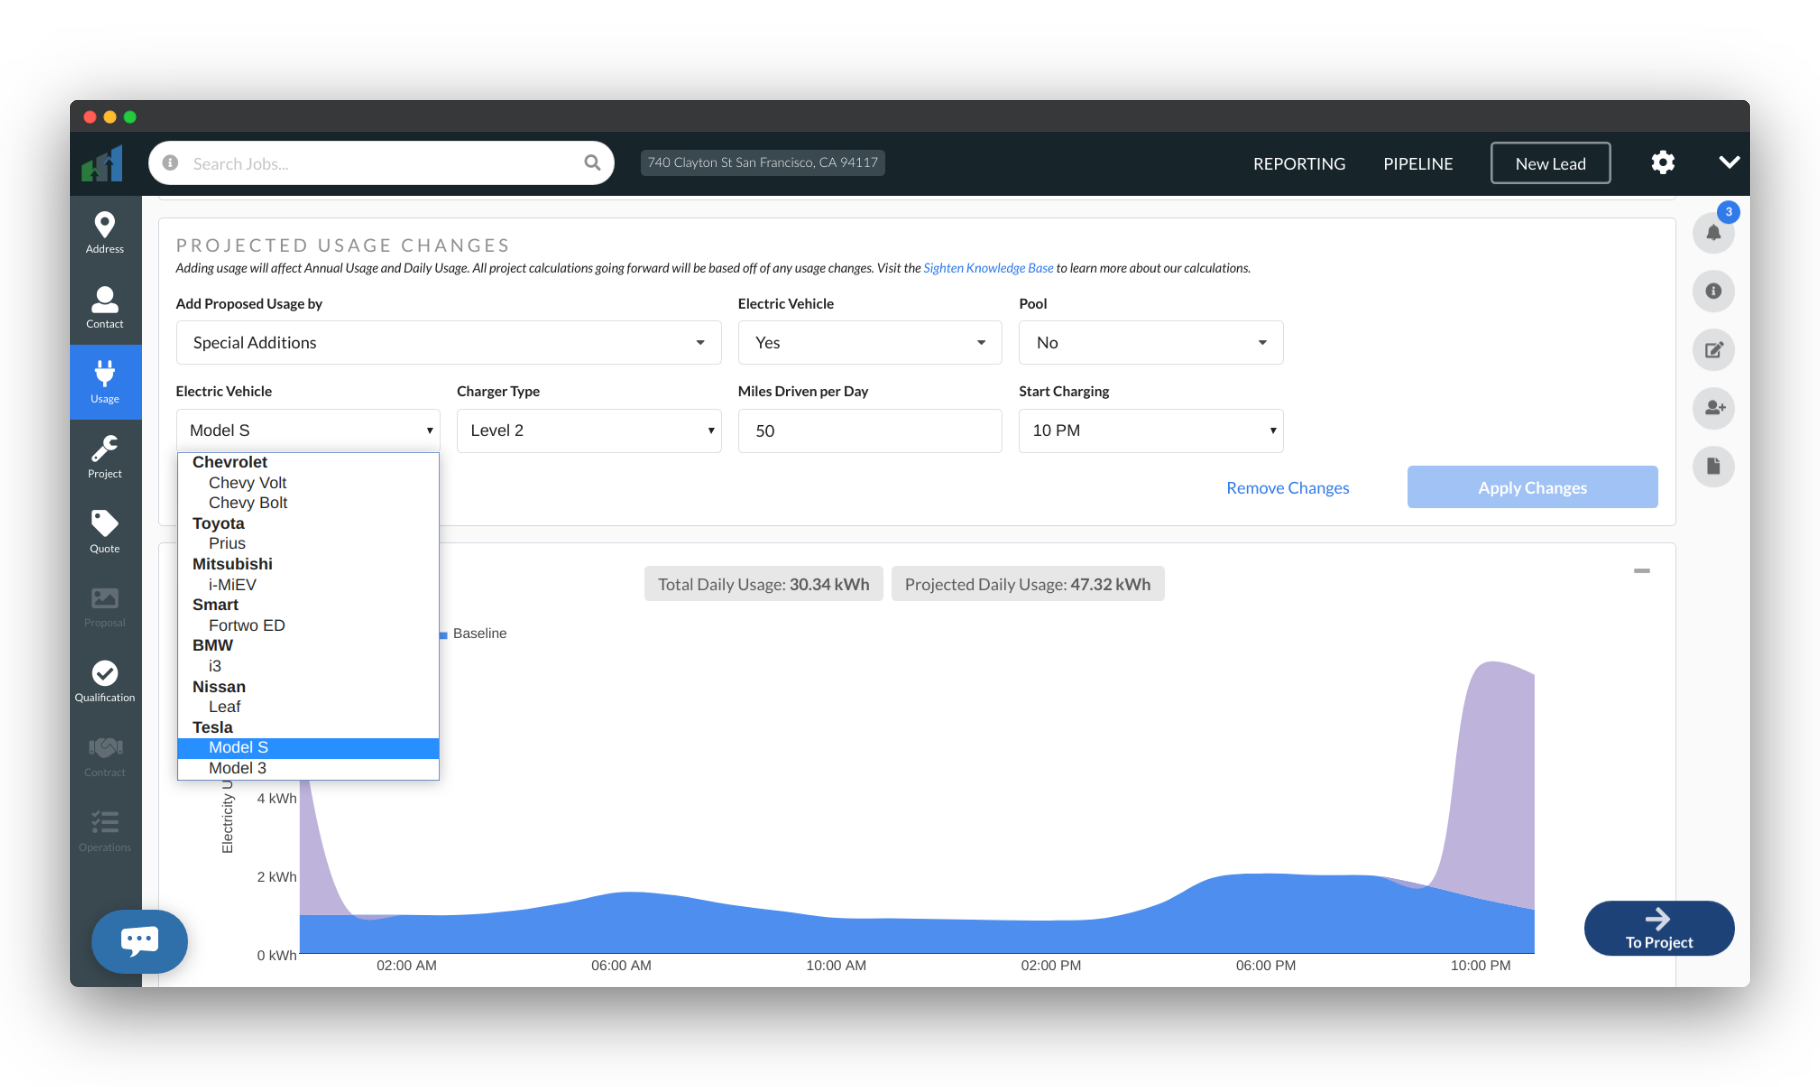 Search Jobs...
740 Clayton St San Francisco, CA 94117
REPORTING
PIPELINE
New Lead
Address
Contact
Usage
Project
Quote
Proposal
Qualification
Contract
Operations
3
PROJECTED USAGE CHANGES
Adding usage will affect Annual Usage and Daily Usage. All project calculations going forward will be based off of any usage changes. Visit the Sighten Knowledge Base to learn more about our calculations.
Add Proposed Usage by
Electric Vehicle
Pool
Special Additions
Yes
No
Electric Vehicle
Charger Type
Miles Driven per Day
Start Charging
Model S
Level 2
50
10 PM
Chevrolet
Chevy Volt
Chevy Bolt
Toyota
Prius
Mitsubishi
i-MiEV
Smart
Fortwo ED
BMW
i3
Nissan
Leaf
Tesla
Model S
Model 3
Remove Changes
Apply Changes
Total Daily Usage: 30.34 kWh
Projected Daily Usage: 47.32 kWh
Baseline
Electricity U
4 kWh
2 kWh
0 kWh
02:00 AM
06:00 AM
10:00 AM
02:00 PM
06:00 PM
10:00 PM
To Project